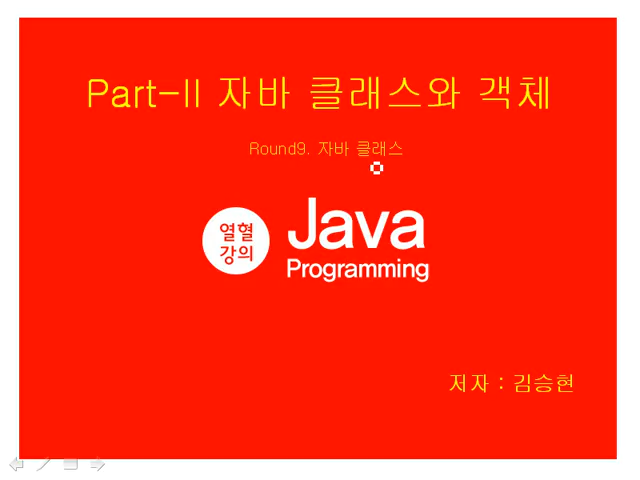 Part-II 자바 클래스와 객체
Round9. 자바 클래스
열혈
강의
Java
Programming
저자 : 김승현